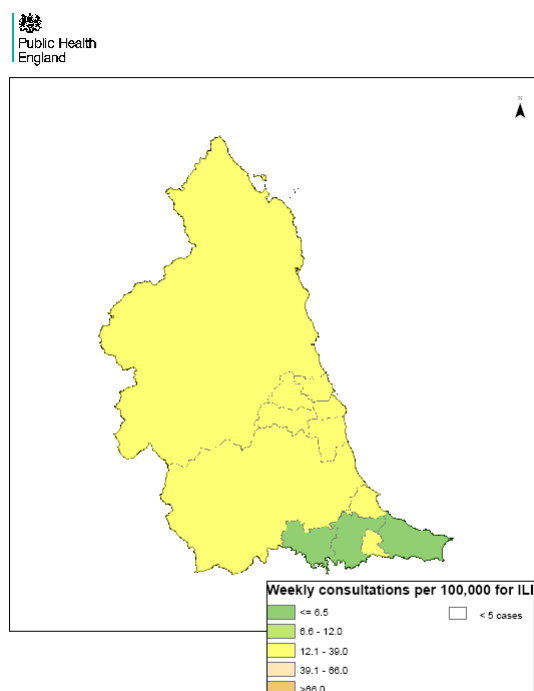 Public Health
England
N
Weekly consultations per 100,000 for ILI
<= 6.5
< 5 cases
6.6 - 12.0
12.1 - 39.0
39.1 - 66.0
>66.0